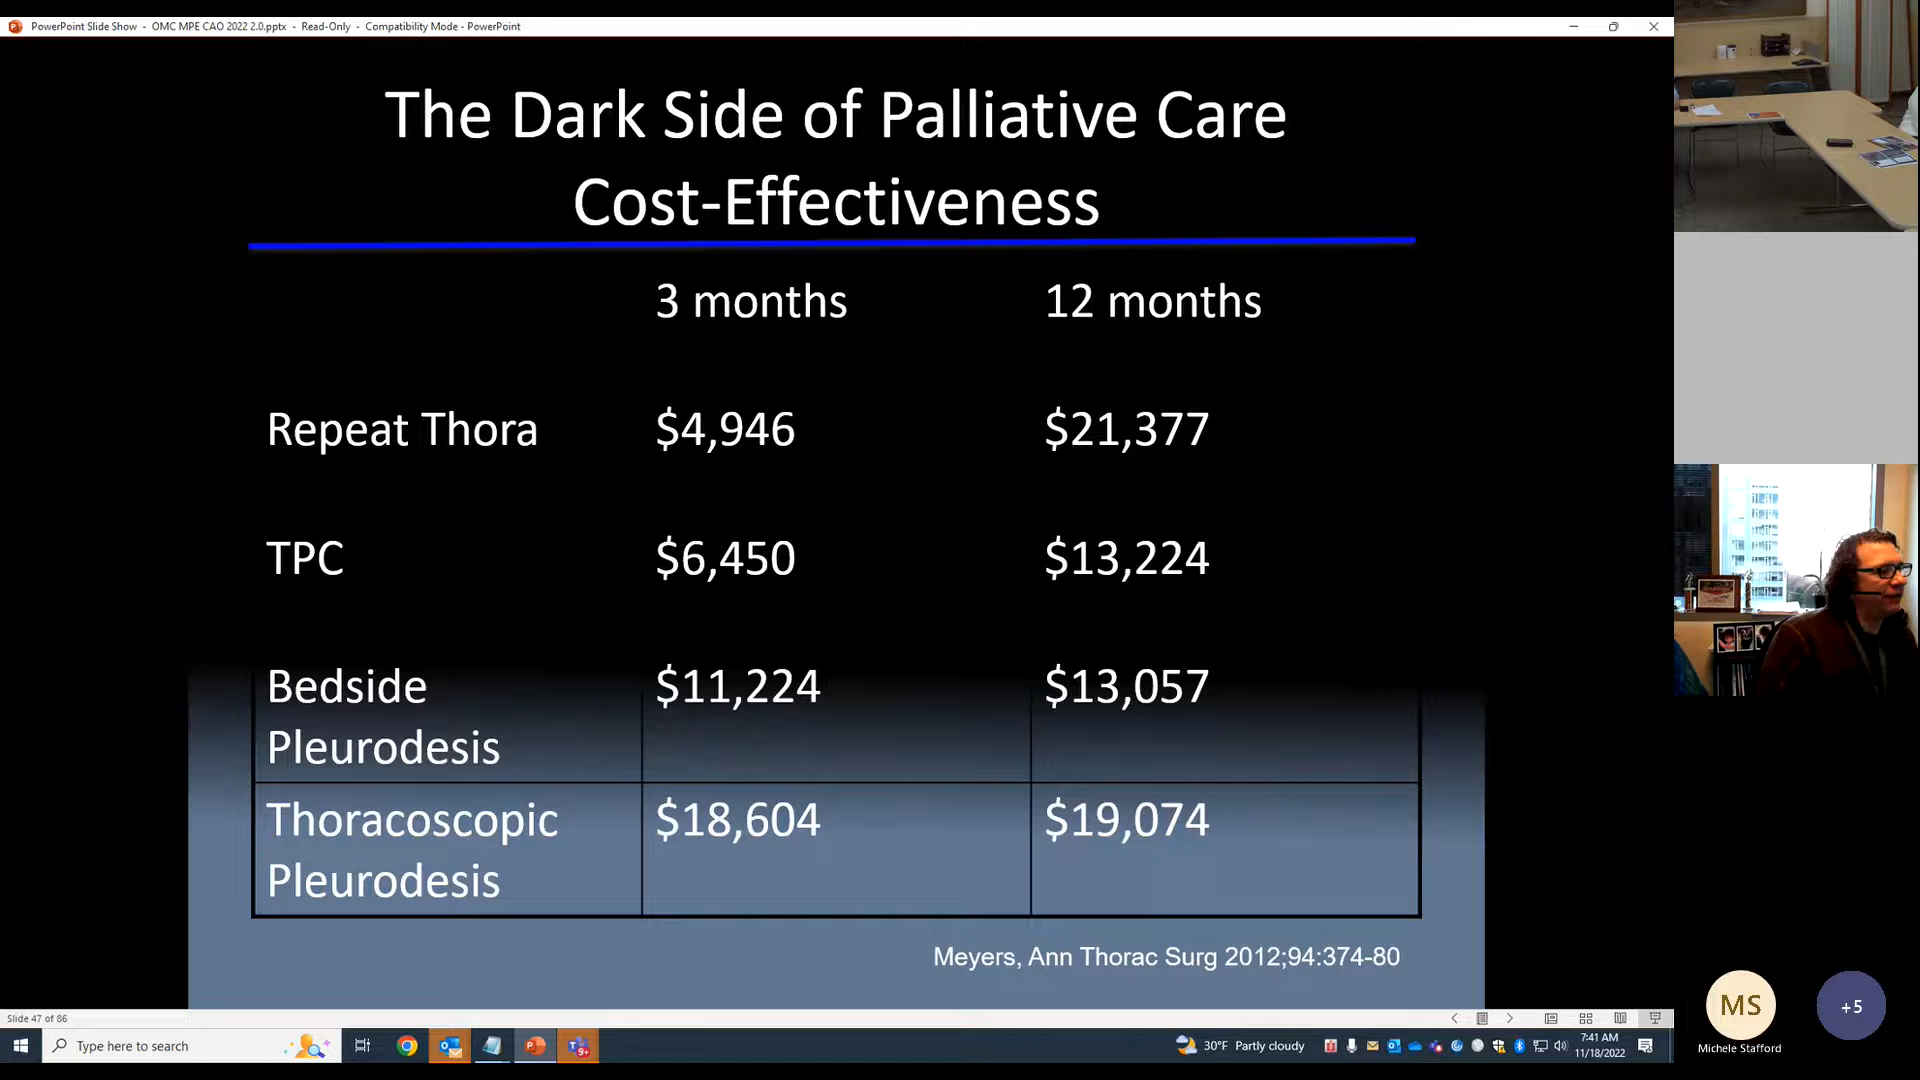 PowerPoint Slide Show - OMC MPE CAO 2022 2.0.pptx - Read-Only - Compatibility Mode - PowerPoint
The Dark Side of Palliative Care
Cost-Effectiveness
3 months 12 months
Repeat Thora $4,946 $21,377
TPC $6,450 $13,224
Bedside $11,224 $13,057
Pleurodesis
Thoracoscopic $18,604 $19,074
Pleurodesis
Meyers, Ann Thorac Surg 2012;94:374-80
MS
+5
Michele Stafford
Slide 47 of 86
Type here to search
9+
30°F Partly cloudy
7:41 AM
11/18/2022